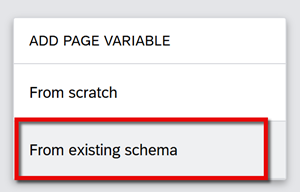 ADD PAGE VARIABLE
From scratch
From existing schema